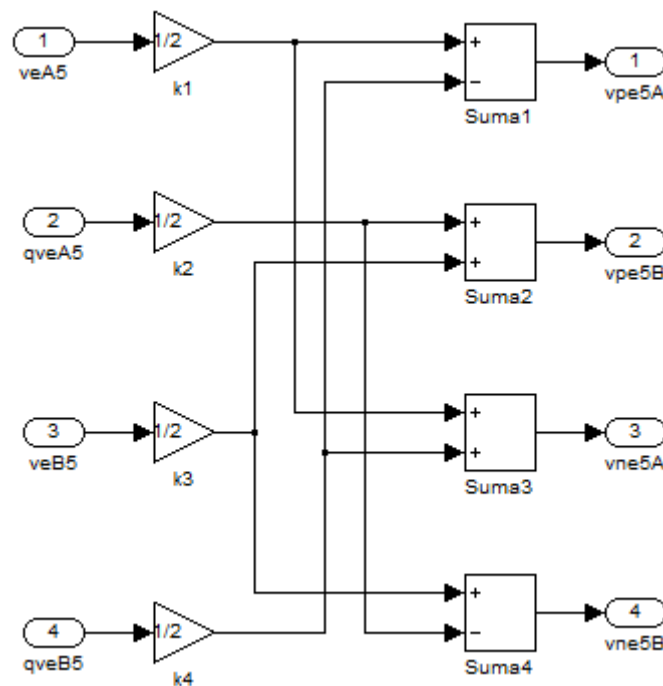 1
1/2
+
1
veA5
k1
−
Suma1
vpe5A
2
1/2
+
2
qveA5
k2
+
Suma2
vpe5B
3
1/2
+
3
veB5
k3
+
Suma3
vne5A
4
1/2
+
4
qveB5
k4
−
Suma4
vne5B